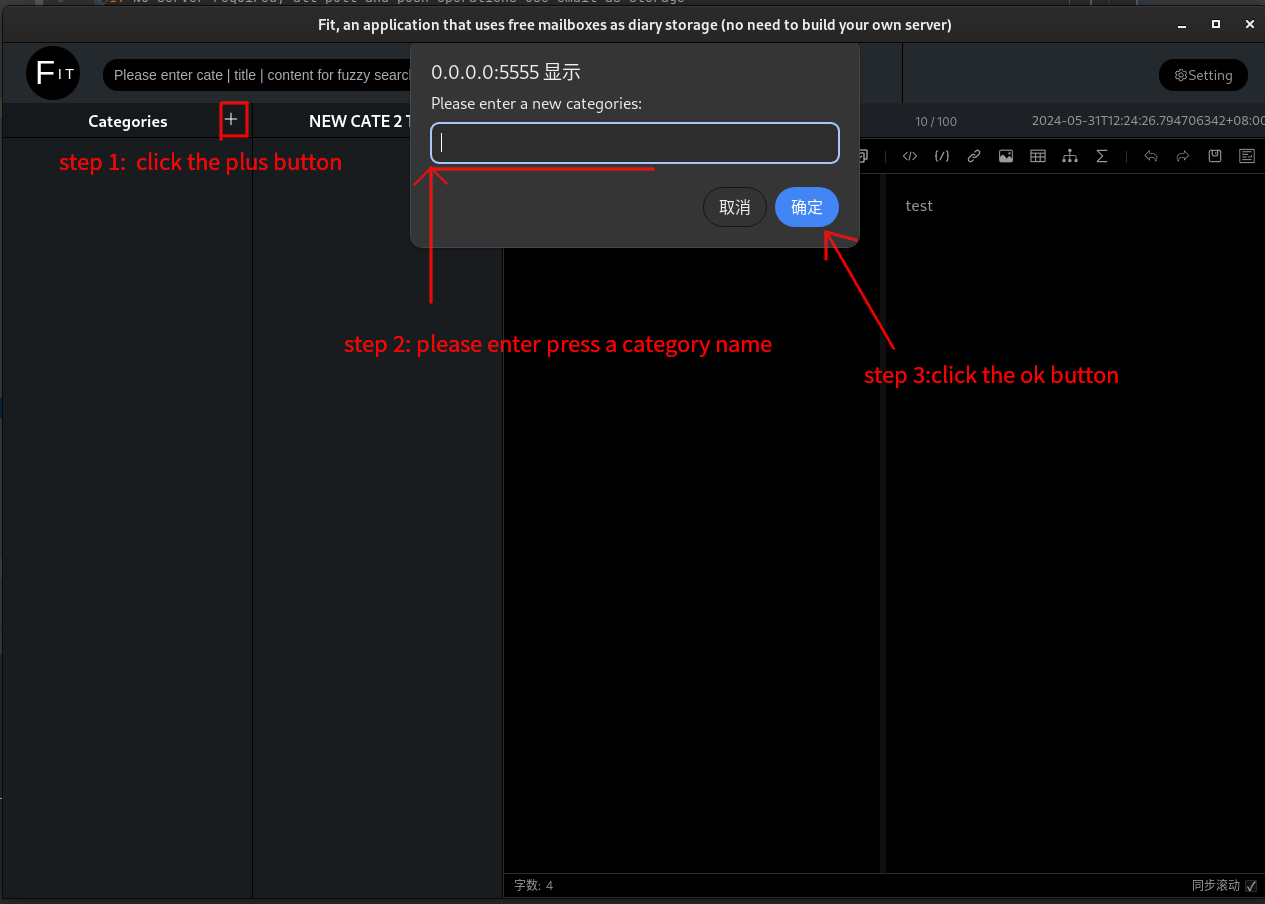 Fit, an application that uses free mailboxes as diary storage (no need to build your own server)
FIT
Please enter cate | title | content for fuzzy searc
0.0.0.0:5555 显示
Please enter a new categories:
取消
确定
Setting
Categories
+
NEW CATE 2
10 / 100
2024-05-31T12:24:26.794706342+08:00
step 1: click the plus button
test
step 2: please enter press a category name
step 3:click the ok button
字数: 4
同步滚动